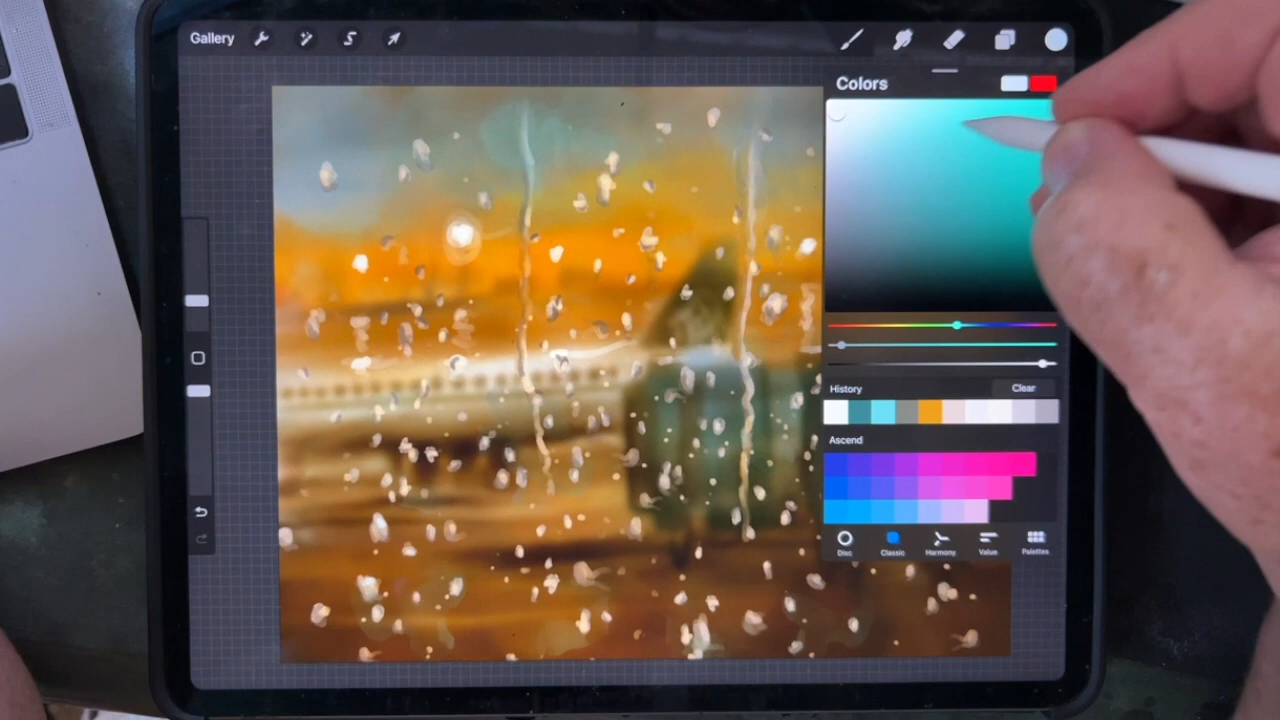 Gallery
Colors
History
Clear
Ascend
Disc
Classic
Harmony
Value
Palettes